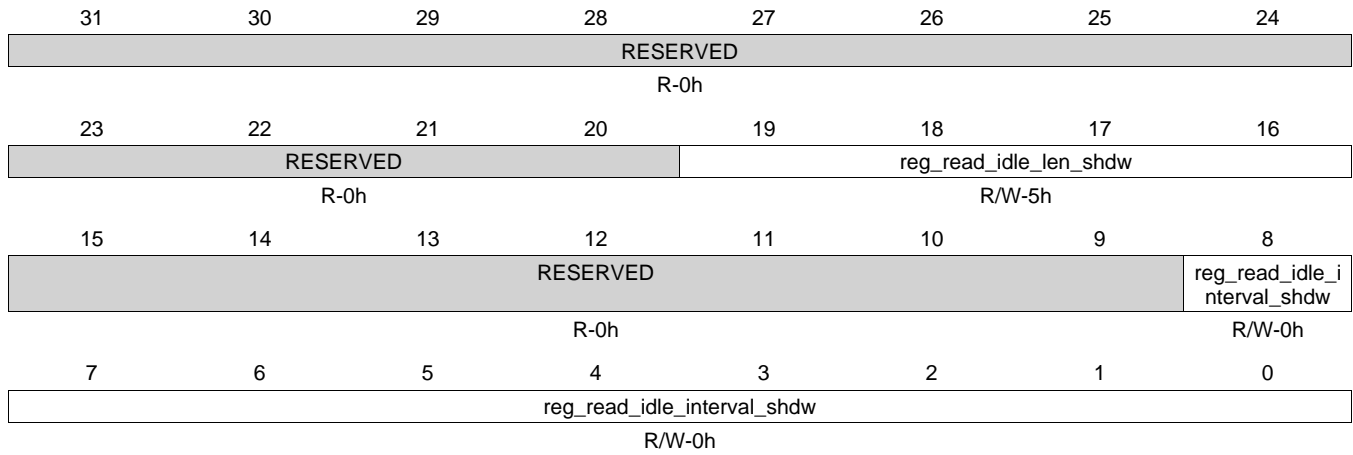 31 30 29 28 27 26 25 24
RESERVED
R-0h
23 22 21 20 19 18 17 16
RESERVED reg_read_idle_len_shdw
R-0h R/W-5h
15 14 13 12 11 10 9 8
RESERVED reg_read_idle_i
nterval_shdw
R-0h R/W-0h
7 6 5 4 3 2 1 0
reg_read_idle_interval_shdw
R/W-0h